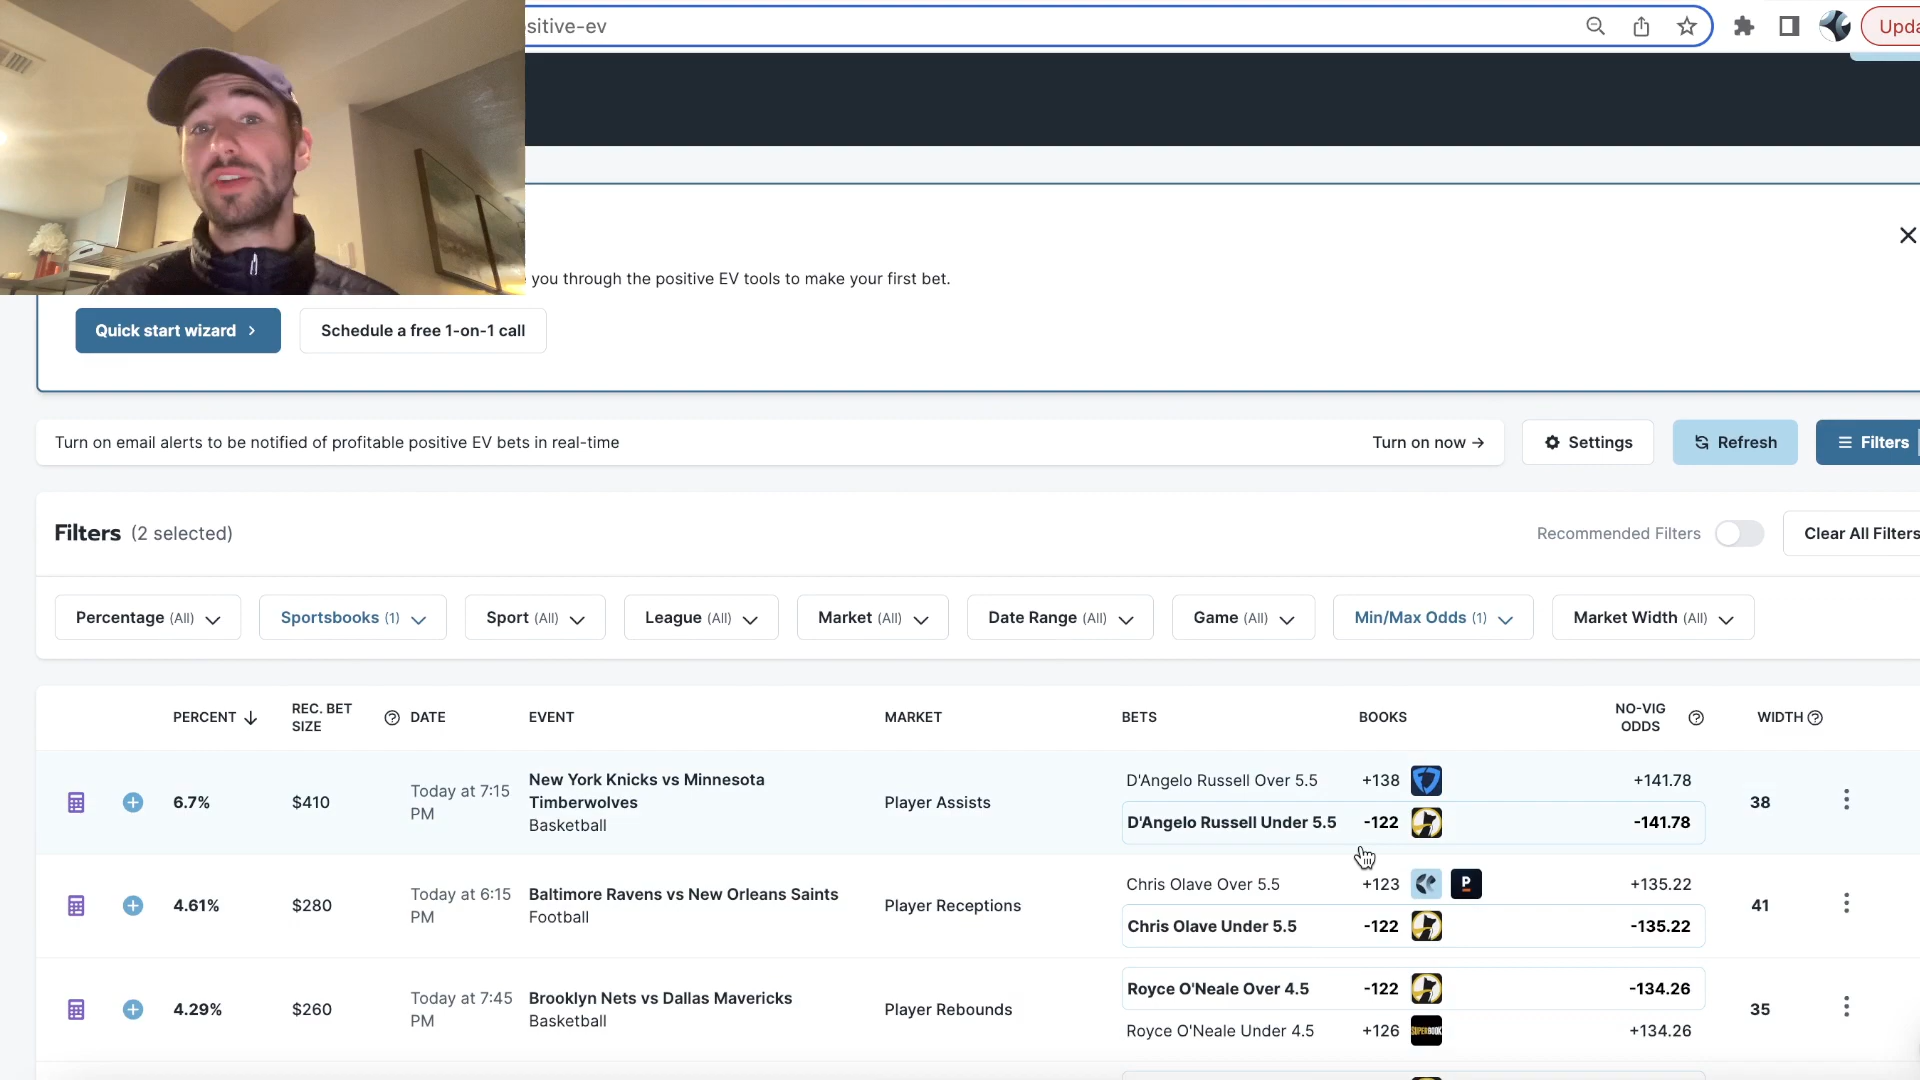 sitive-ev
Upda
you through the positive EV tools to make your first bet.
Quick start wizard
Schedule a free 1-on-1 call
Turn on email alerts to be notified of profitable positive EV bets in real-time
Turn on now →
Settings
Refresh
Filters
Filters (2 selected)
Recommended Filters
Clear All Filters
Percentage (All)
Sportsbooks (1)
Sport (All)
League (All)
Market (All)
Date Range (All)
Game (All)
Min/Max Odds (1)
Market Width (All)
PERCENT ↓
REC. BET
SIZE
DATE
EVENT
MARKET
BETS
BOOKS
NO-VIG
ODDS
WIDTH
6.7%
$410
Today at 7:15
PM
New York Knicks vs Minnesota
Timberwolves
Basketball
Player Assists
D'Angelo Russell Over 5.5 +138 +141.78
D'Angelo Russell Under 5.5 -122 -141.78
38
4.61%
$280
Today at 6:15
PM
Baltimore Ravens vs New Orleans Saints
Football
Player Receptions
Chris Olave Over 5.5 +123 P +135.22
Chris Olave Under 5.5 -122 -135.22
41
4.29%
$260
Today at 7:45
PM
Brooklyn Nets vs Dallas Mavericks
Basketball
Player Rebounds
Royce O'Neale Over 4.5 -122 -134.26
Royce O'Neale Under 4.5 +126 SUPERBOOK +134.26
35